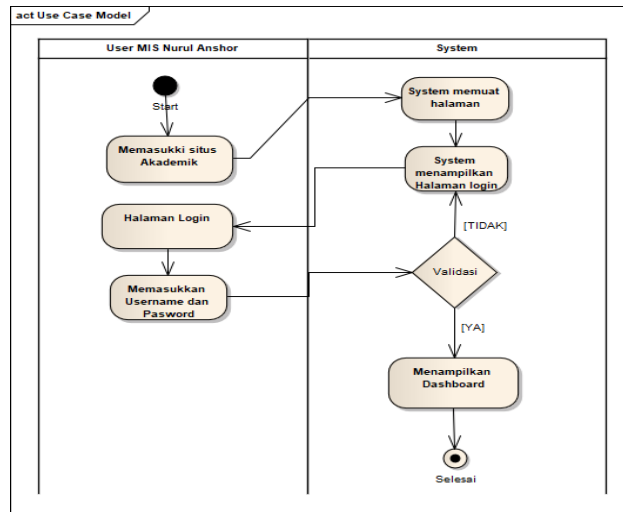 act Use Case Model
User MIS Nurul Anshor
System
Start
Memasukki situs
Akademik
System memuat
halaman
System
menampilkan
Halaman login
Halaman Login
[TIDAK]
Memasukkan
Username dan
Pasword
Validasi
[YA]
Menampilkan
Dashboard
Selesai